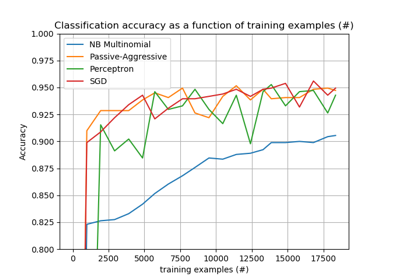 Classification accuracy as a function of training examples (#)
NB Multinomial
Passive-Aggressive
Perceptron
SGD
Accuracy
1.000
0.975
0.950
0.925
0.900
0.875
0.850
0.825
0.800
0 2500 5000 7500 10000 12500 15000 17500
training examples (#)